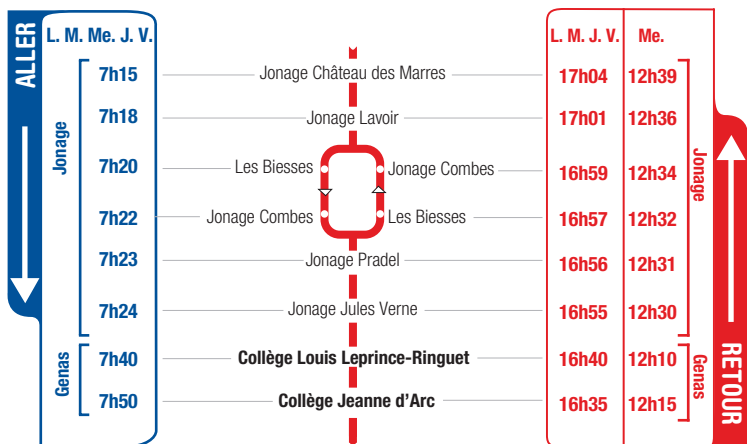 ALLER
L. M. Me. J. V.
L. M. J. V. Me.
Jonage
7h15 Jonage Château des Marres 17h04 12h39
7h18 Jonage Lavoir 17h01 12h36
7h20 Les Biesses Jonage Combes 16h59 12h34
7h22 Jonage Combes Les Biesses 16h57 12h32
7h23 Jonage Pradel 16h56 12h31
7h24 Jonage Jules Verne 16h55 12h30
Jonage
Genas
7h40 Collège Louis Leprince-Ringuet 16h40 12h10
7h50 Collège Jeanne d'Arc 16h35 12h15
Genas
RETOUR